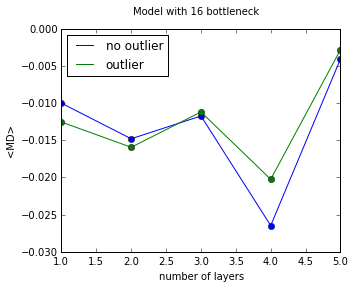 Model with 16 bottleneck
0.000
−0.005
−0.010
−0.015
−0.020
−0.025
−0.030
<MD>
no outlier
outlier
1.0 1.5 2.0 2.5 3.0 3.5 4.0 4.5 5.0
number of layers